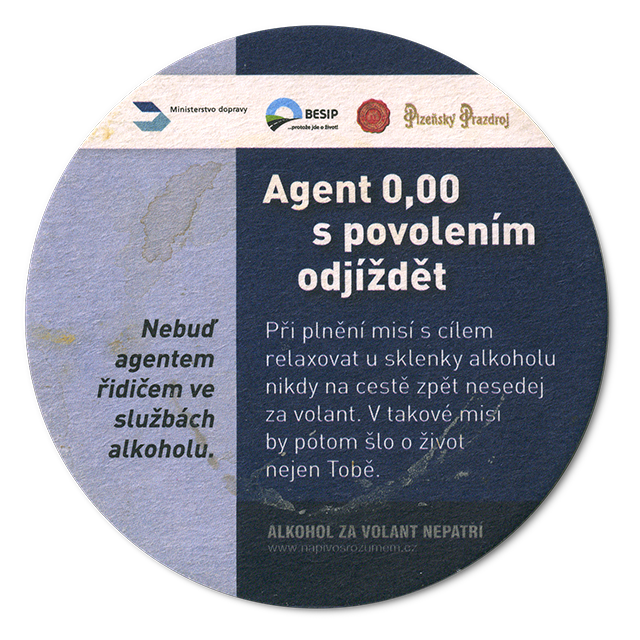 Ministerstvo dopravy
BESIP
...protože jde o život!
Plzeňský Prazdroj
Agent 0,00
s povolením
odjíždět
Nebuď
agentem
řidičem ve
službách
alkoholu.
Při plnění misí s cílem
relaxovat u sklenky alkoholu
nikdy na cestě zpět nesedej
za volant. V takové misí
by potom šlo o život
nejen Tobě.
ALKOHOL ZA VOLANT NEPATŘÍ
www.napivosrozumem.cz